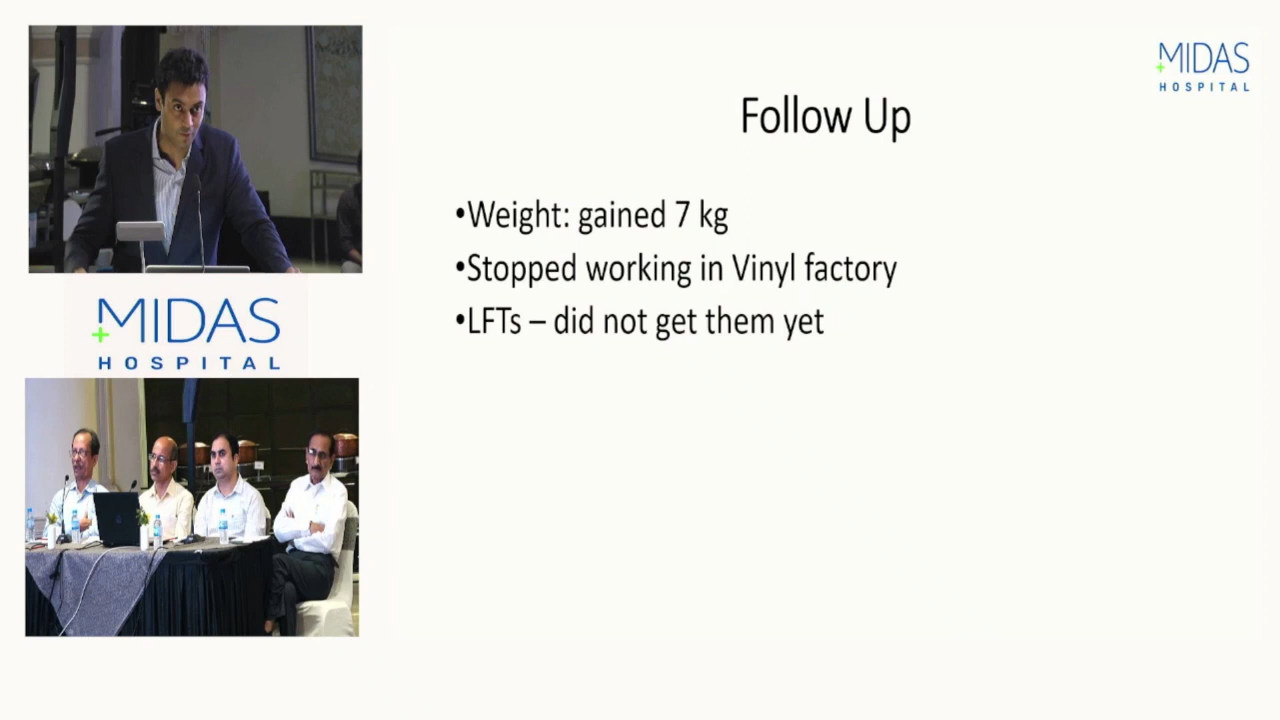 MIDAS
HOSPITAL
Follow Up
•Weight: gained 7 kg
•Stopped working in Vinyl factory
•LFTs – did not get them yet
MIDAS
HOSPITAL